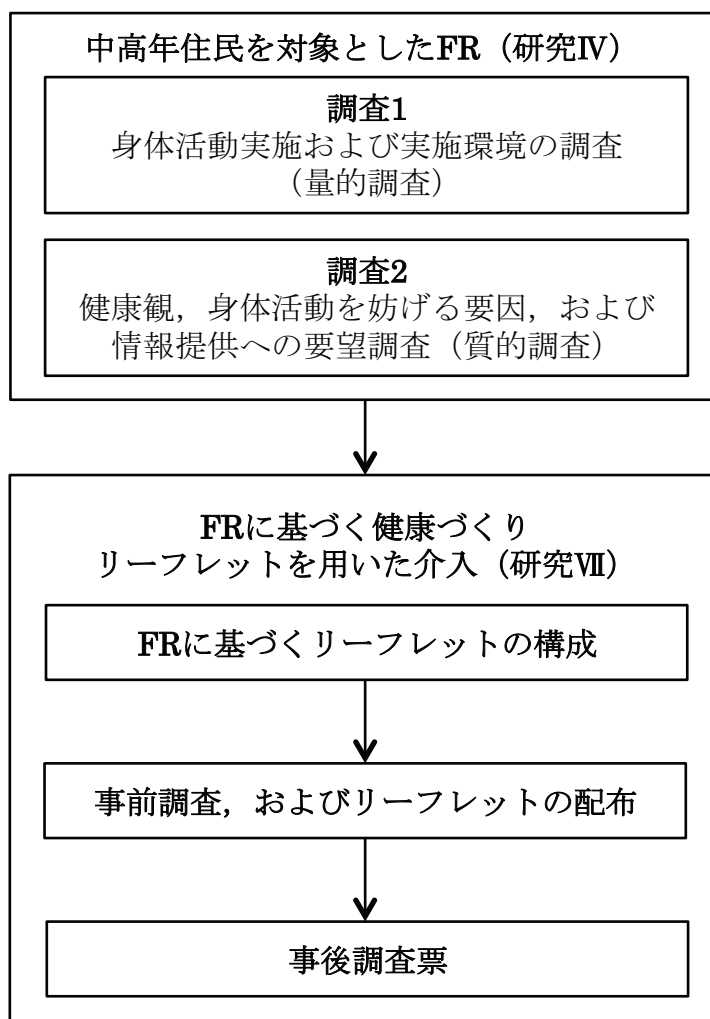 中高年住民を対象としたFR（研究Ⅳ）
調査1
身体活動実施および実施環境の調査
（量的調査）
調査2
健康観，身体活動を妨げる要因，および
情報提供への要望調査（質的調査）
FRに基づく健康づくり
リーフレットを用いた介入（研究Ⅶ）
FRに基づくリーフレットの構成
事前調査，およびリーフレットの配布
事後調査票